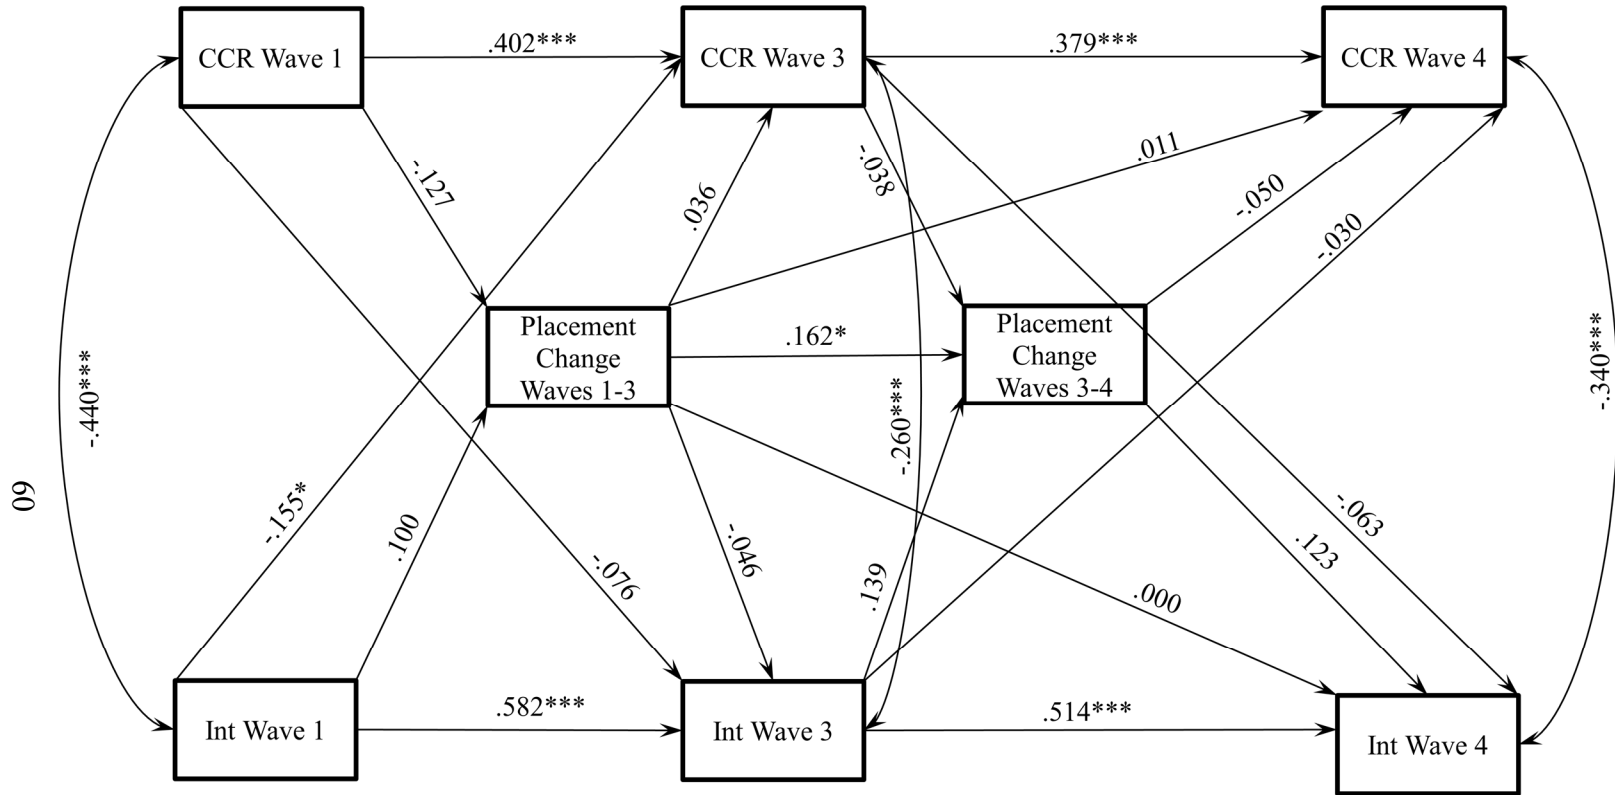 CCR Wave 1
.402***
CCR Wave 3
.379***
CCR Wave 4
-.127
.036
-.038
.011
-.050
-.030
Placement
Change
Waves 1-3
.162*
Placement
Change
Waves 3-4
-.440***
-.260***
-.340***
60
-.155*
.100
-.076
-.046
.139
.000
-.063
.123
Int Wave 1
.582***
Int Wave 3
.514***
Int Wave 4